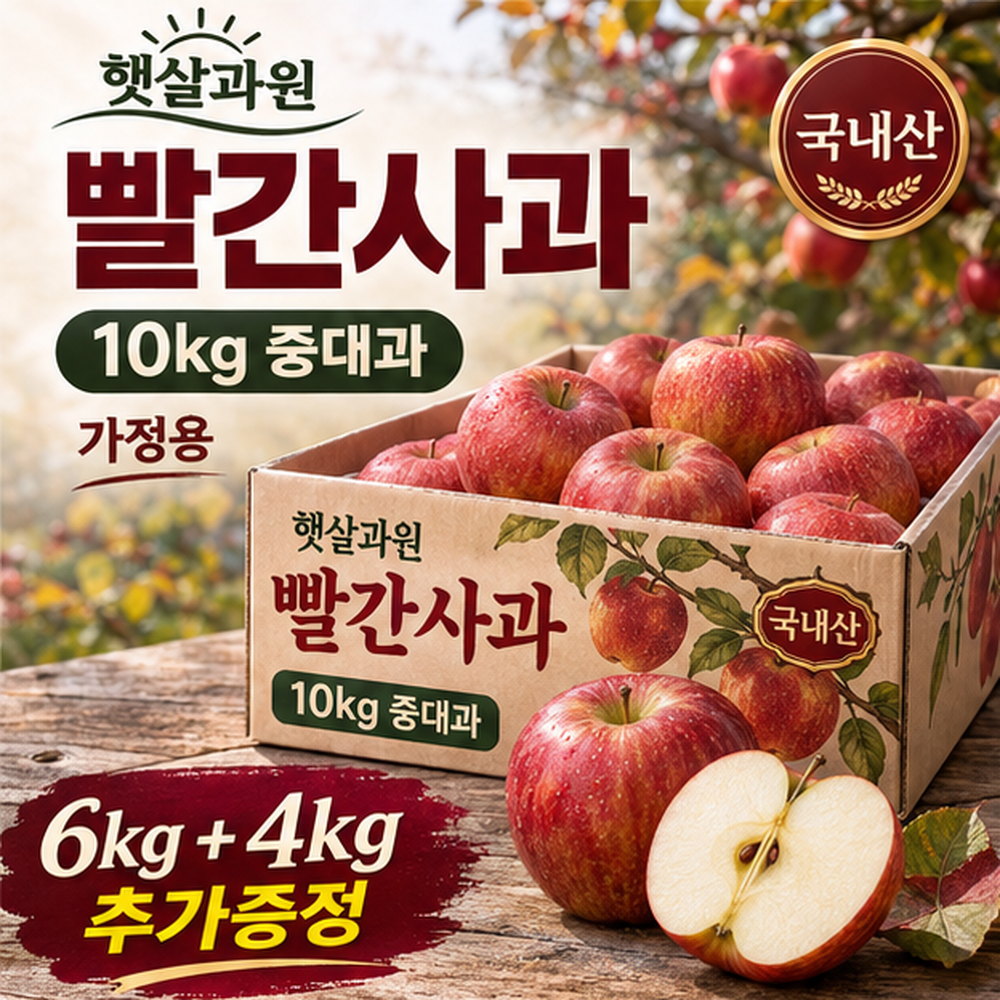 햇살과원
국내산
빨간사과
10kg 중대과
가정용
햇살과원
빨간사과
국내산
10kg 중대과
6kg + 4kg
추가증정